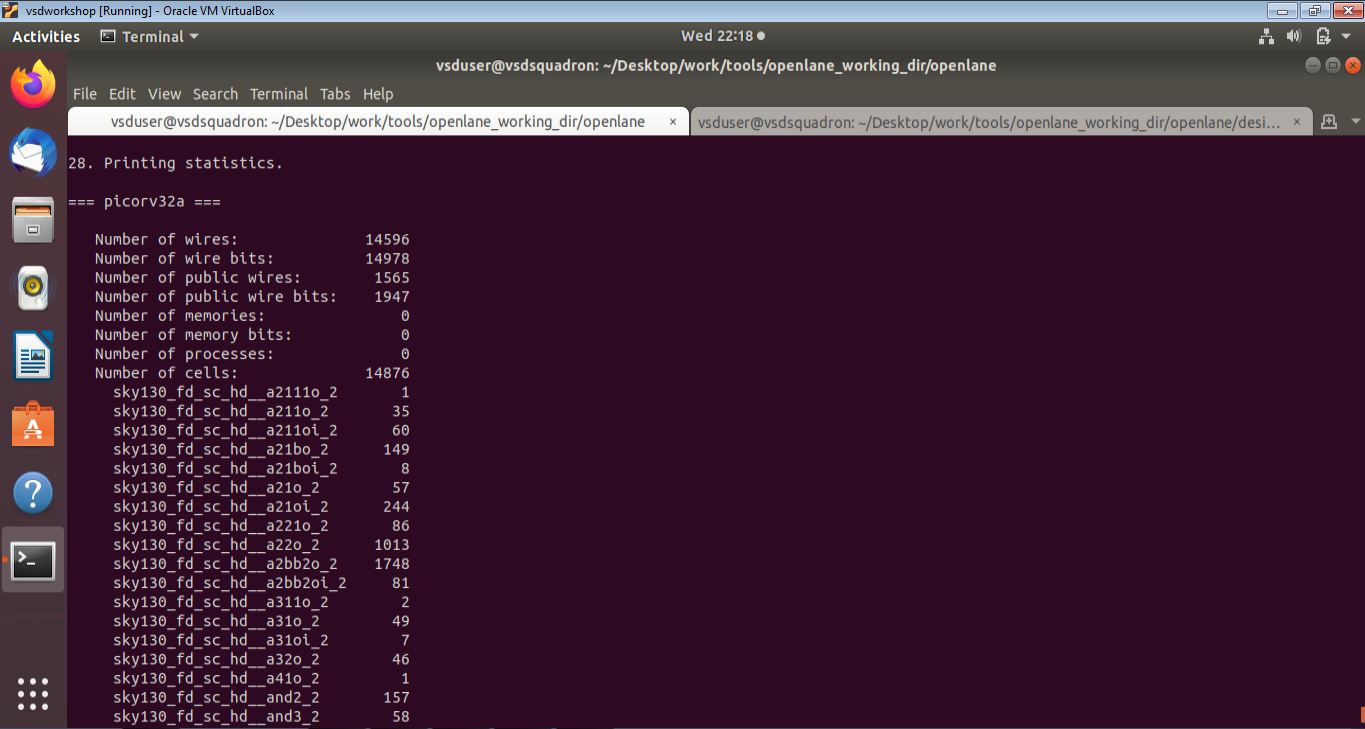 vsdworkshop [Running] - Oracle VM VirtualBox
Activities Terminal Wed 22:18
vsduser@vsdsquadron: ~/Desktop/work/tools/openlane_working_dir/openlane
File Edit View Search Terminal Tabs Help
vsduser@vsdsquadron: ~/Desktop/work/tools/openlane_working_dir/openlane × vsduser@vsdsquadron: ~/Desktop/work/tools/openlane_working_dir/openlane/desi... ×
28. Printing statistics.
=== picorv32a ===
Number of wires: 14596
Number of wire bits: 14978
Number of public wires: 1565
Number of public wire bits: 1947
Number of memories: 0
Number of memory bits: 0
Number of processes: 0
Number of cells: 14876
sky130_fd_sc_hd__a2111o_2 1
sky130_fd_sc_hd__a211o_2 35
sky130_fd_sc_hd__a211oi_2 60
sky130_fd_sc_hd__a21bo_2 149
sky130_fd_sc_hd__a21boi_2 8
sky130_fd_sc_hd__a21o_2 57
sky130_fd_sc_hd__a21oi_2 244
sky130_fd_sc_hd__a221o_2 86
sky130_fd_sc_hd__a22o_2 1013
sky130_fd_sc_hd__a2bb2o_2 1748
sky130_fd_sc_hd__a2bb2oi_2 81
sky130_fd_sc_hd__a311o_2 2
sky130_fd_sc_hd__a31o_2 49
sky130_fd_sc_hd__a31oi_2 7
sky130_fd_sc_hd__a32o_2 46
sky130_fd_sc_hd__a41o_2 1
sky130_fd_sc_hd__and2_2 157
sky130_fd_sc_hd__and3_2 58